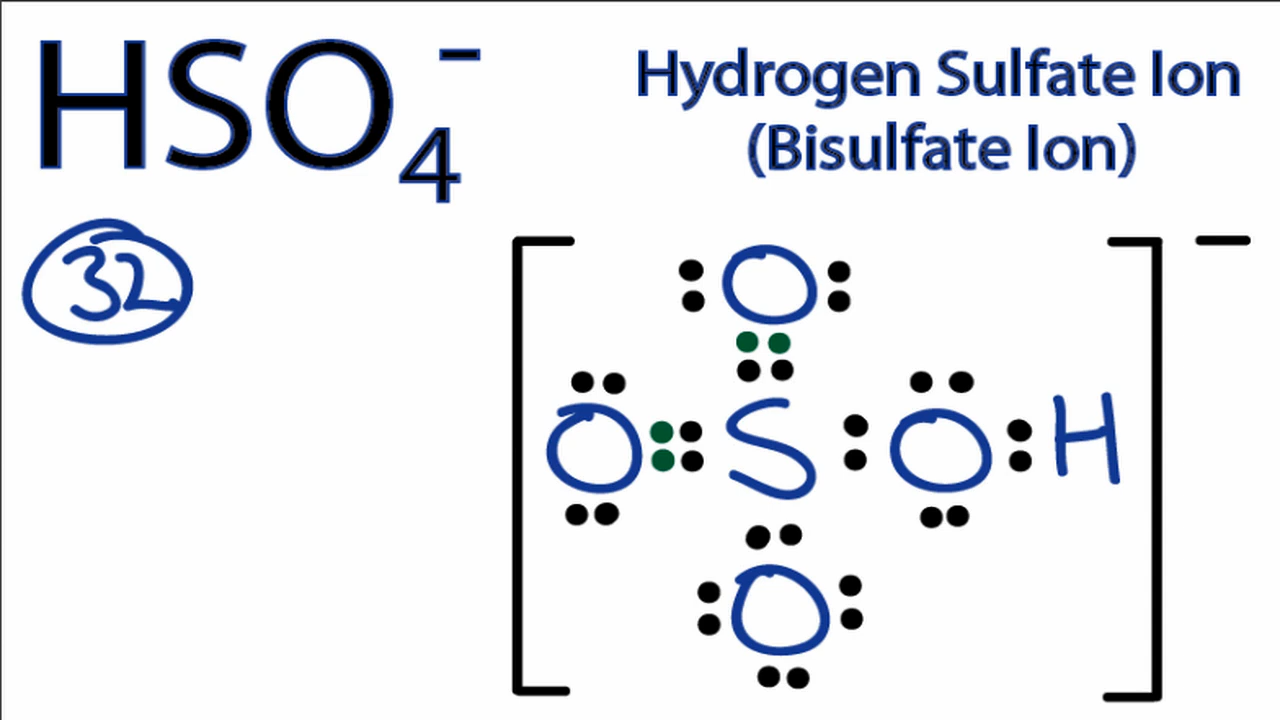 HSO₄⁻
Hydrogen Sulfate Ion
(Bisulfate Ion)
32
O
O S O H
O